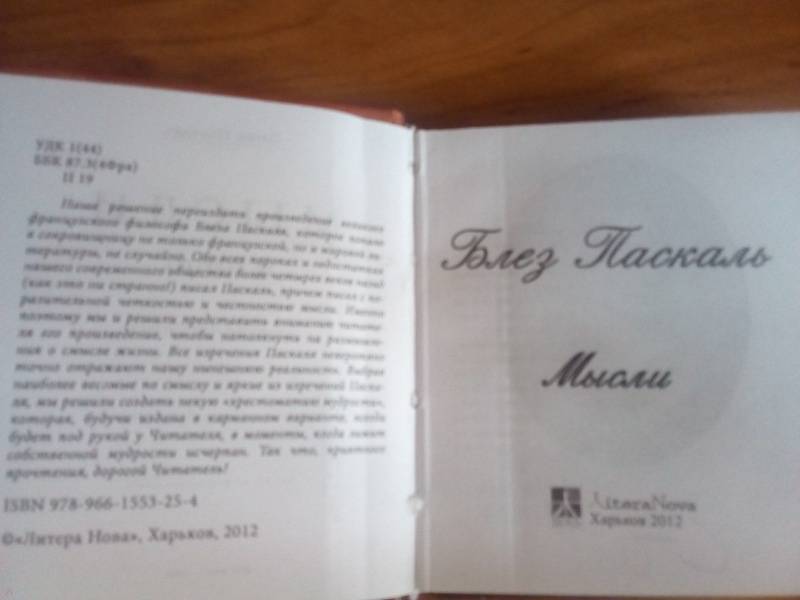 УДК 1(44)
ББК 87.3(4Фра)
П 19
Наше решение переиздать произведение великого
французского философа Блеза Паскаля, которое попало
в сокровищницу не только французской, но и мировой ли-
тературы, не случайно. Обо всех пороках и недостатках
нашего современного общества более четырех веков назад
(как это ни странно!) писал Паскаль, причем писал с по-
разительной четкостью и честностью мысли. Именно
поэтому мы и решили представить вниманию читате-
ля его произведение, чтобы натолкнуть на размышле-
ния о смысле жизни. Все изречения Паскаля невероятно
точно отражают нашу нынешнюю реальность. Выбрав
наиболее весомые по смыслу и яркие из изречений Паска-
ля, мы решили создать некую «хрестоматию мудрости»,
которая, будучи издана в карманном варианте, всегда
будет под рукой у Читателя, в моменты, когда лимит
собственной мудрости исчерпан. Так что, приятного
прочтения, дорогой Читатель!
ISBN 978-966-1553-25-4
©«Литера Нова», Харьков, 2012
Блез Паскаль
Мысли
LiteraNova
Харьков 2012